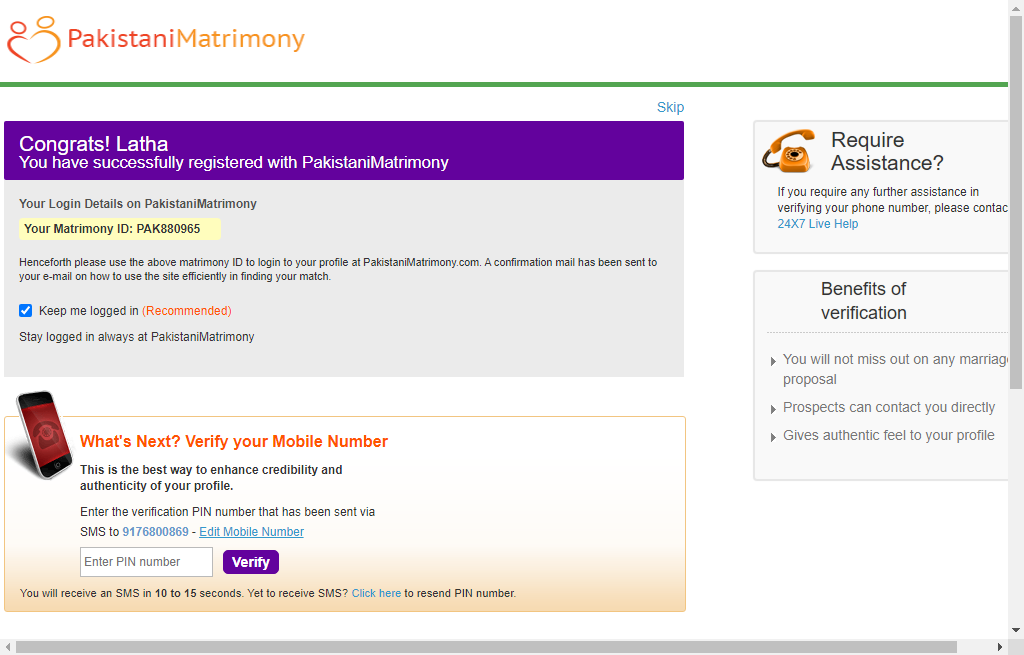 PakistaniMatrimony
Skip
Congrats! Latha
You have successfully registered with PakistaniMatrimony
Your Login Details on PakistaniMatrimony
Your Matrimony ID: PAK880965
Henceforth please use the above matrimony ID to login to your profile at PakistaniMatrimony.com. A confirmation mail has been sent to
your e-mail on how to use the site efficiently in finding your match.
Keep me logged in (Recommended)
Stay logged in always at PakistaniMatrimony
What's Next? Verify your Mobile Number
This is the best way to enhance credibility and
authenticity of your profile.
Enter the verification PIN number that has been sent via
SMS to 9176800869 - Edit Mobile Number
Enter PIN number
Verify
You will receive an SMS in 10 to 15 seconds. Yet to receive SMS? Click here to resend PIN number.
Require
Assistance?
If you require any further assistance in
verifying your phone number, please contac
24X7 Live Help
Benefits of
verification
You will not miss out on any marriag
proposal
Prospects can contact you directly
Gives authentic feel to your profile